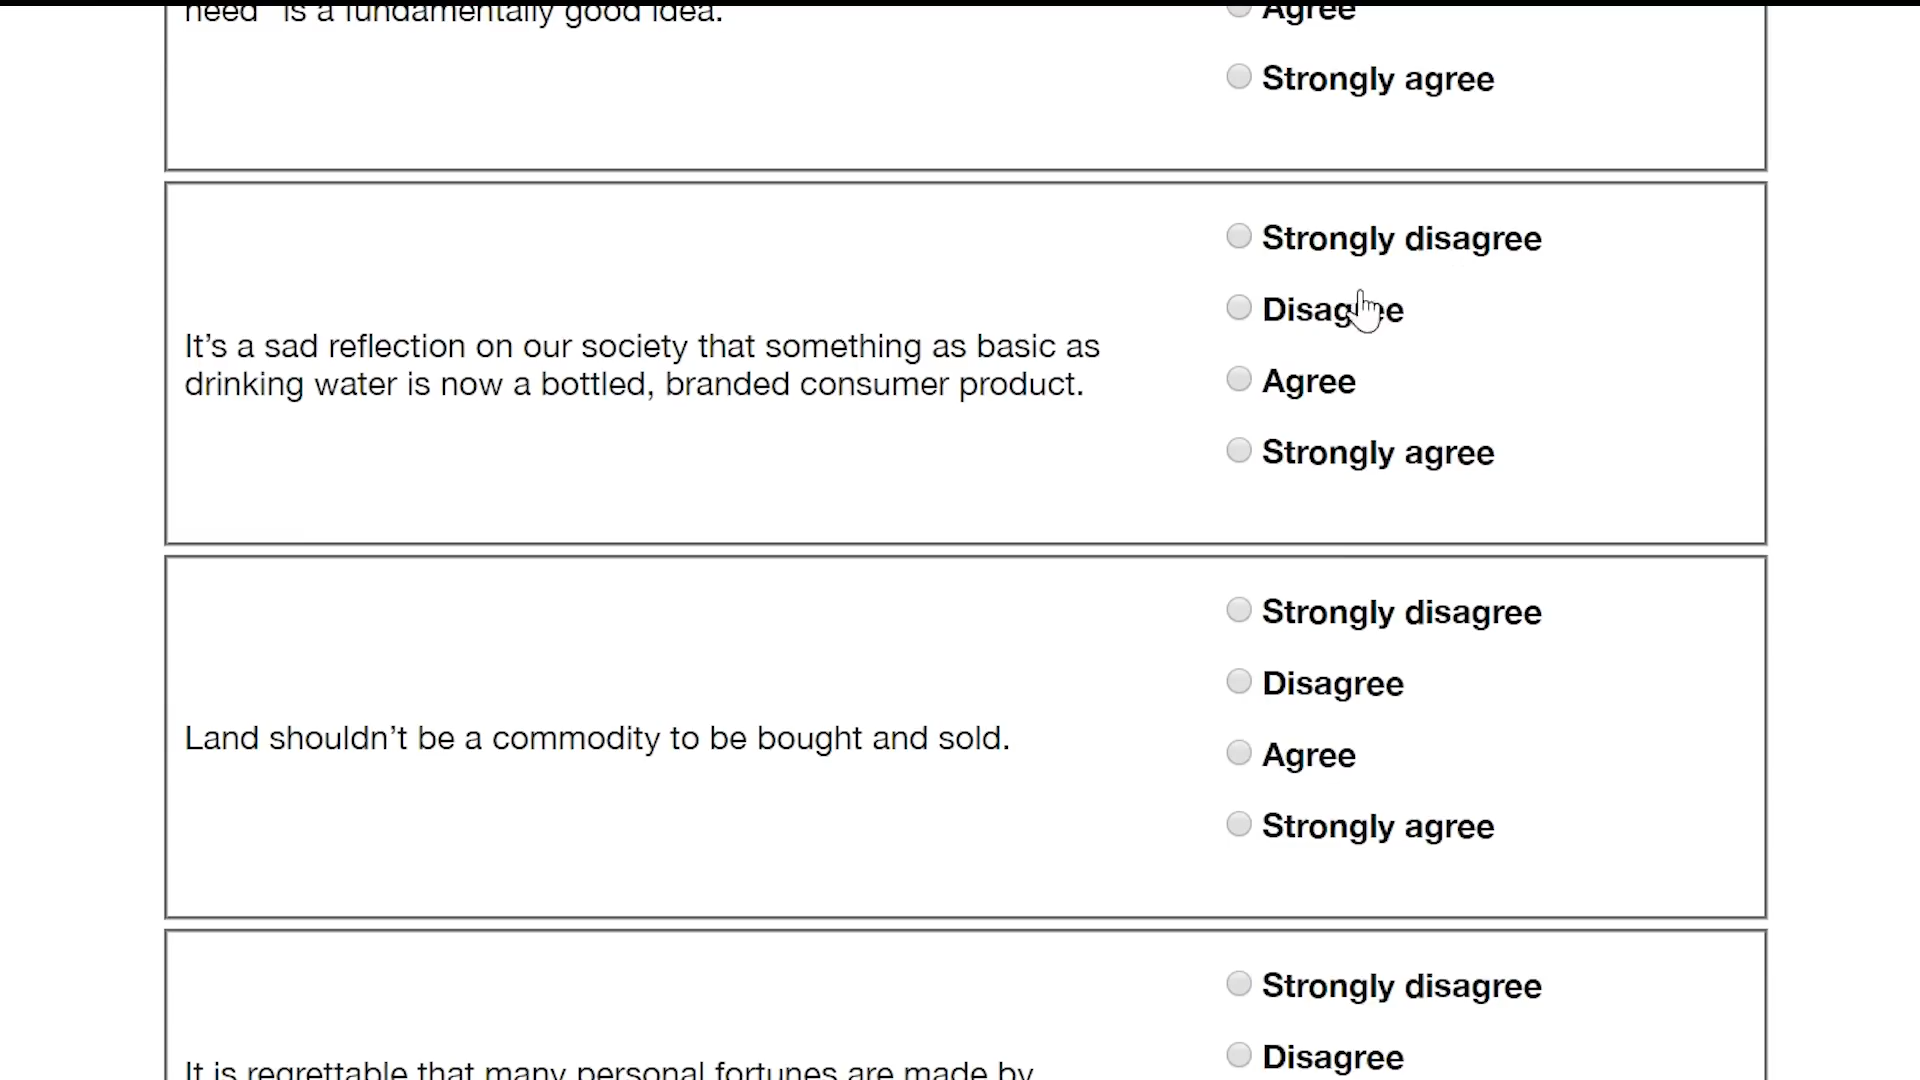 need" is a fundamentally good idea.
Agree
Strongly agree
Strongly disagree
Disagree
It's a sad reflection on our society that something as basic as
drinking water is now a bottled, branded consumer product.
Agree
Strongly agree
Strongly disagree
Disagree
Land shouldn't be a commodity to be bought and sold.
Agree
Strongly agree
Strongly disagree
Disagree
It is regrettable that many personal fortunes are made by